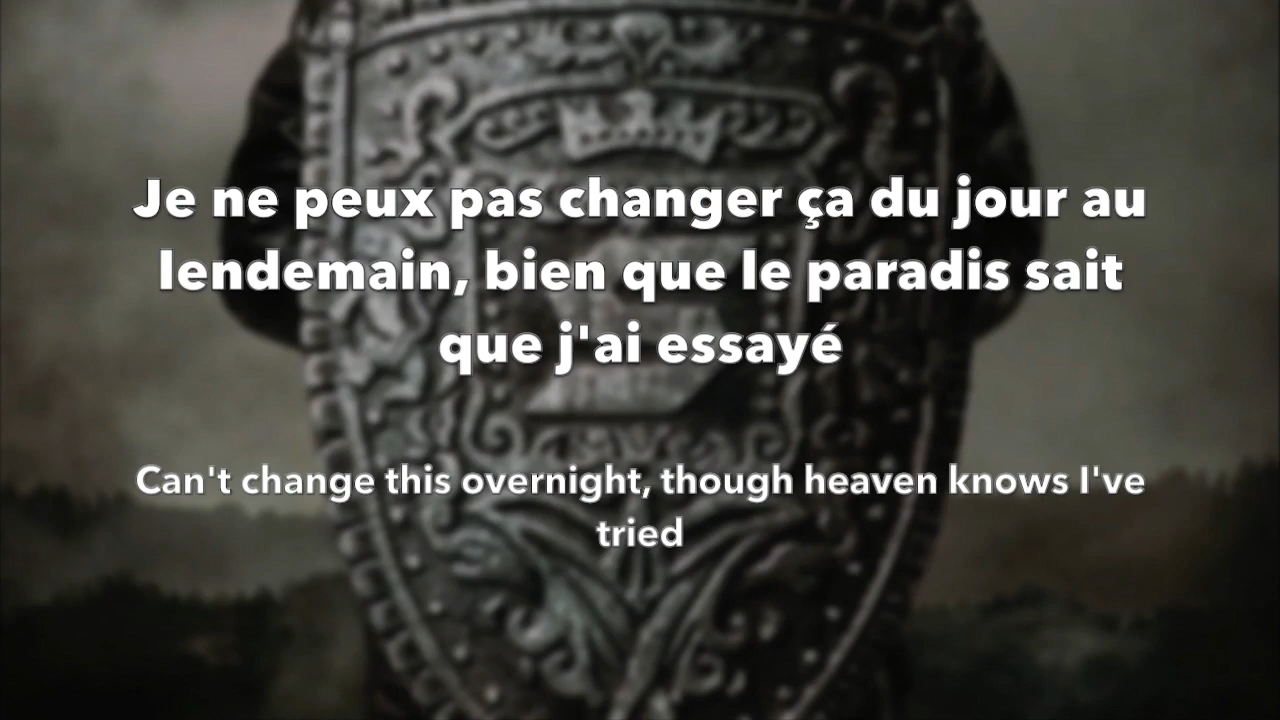 Je ne peux pas changer ça du jour au
lendemain, bien que le paradis sait
que j'ai essayé
Can't change this overnight, though heaven knows I've
tried